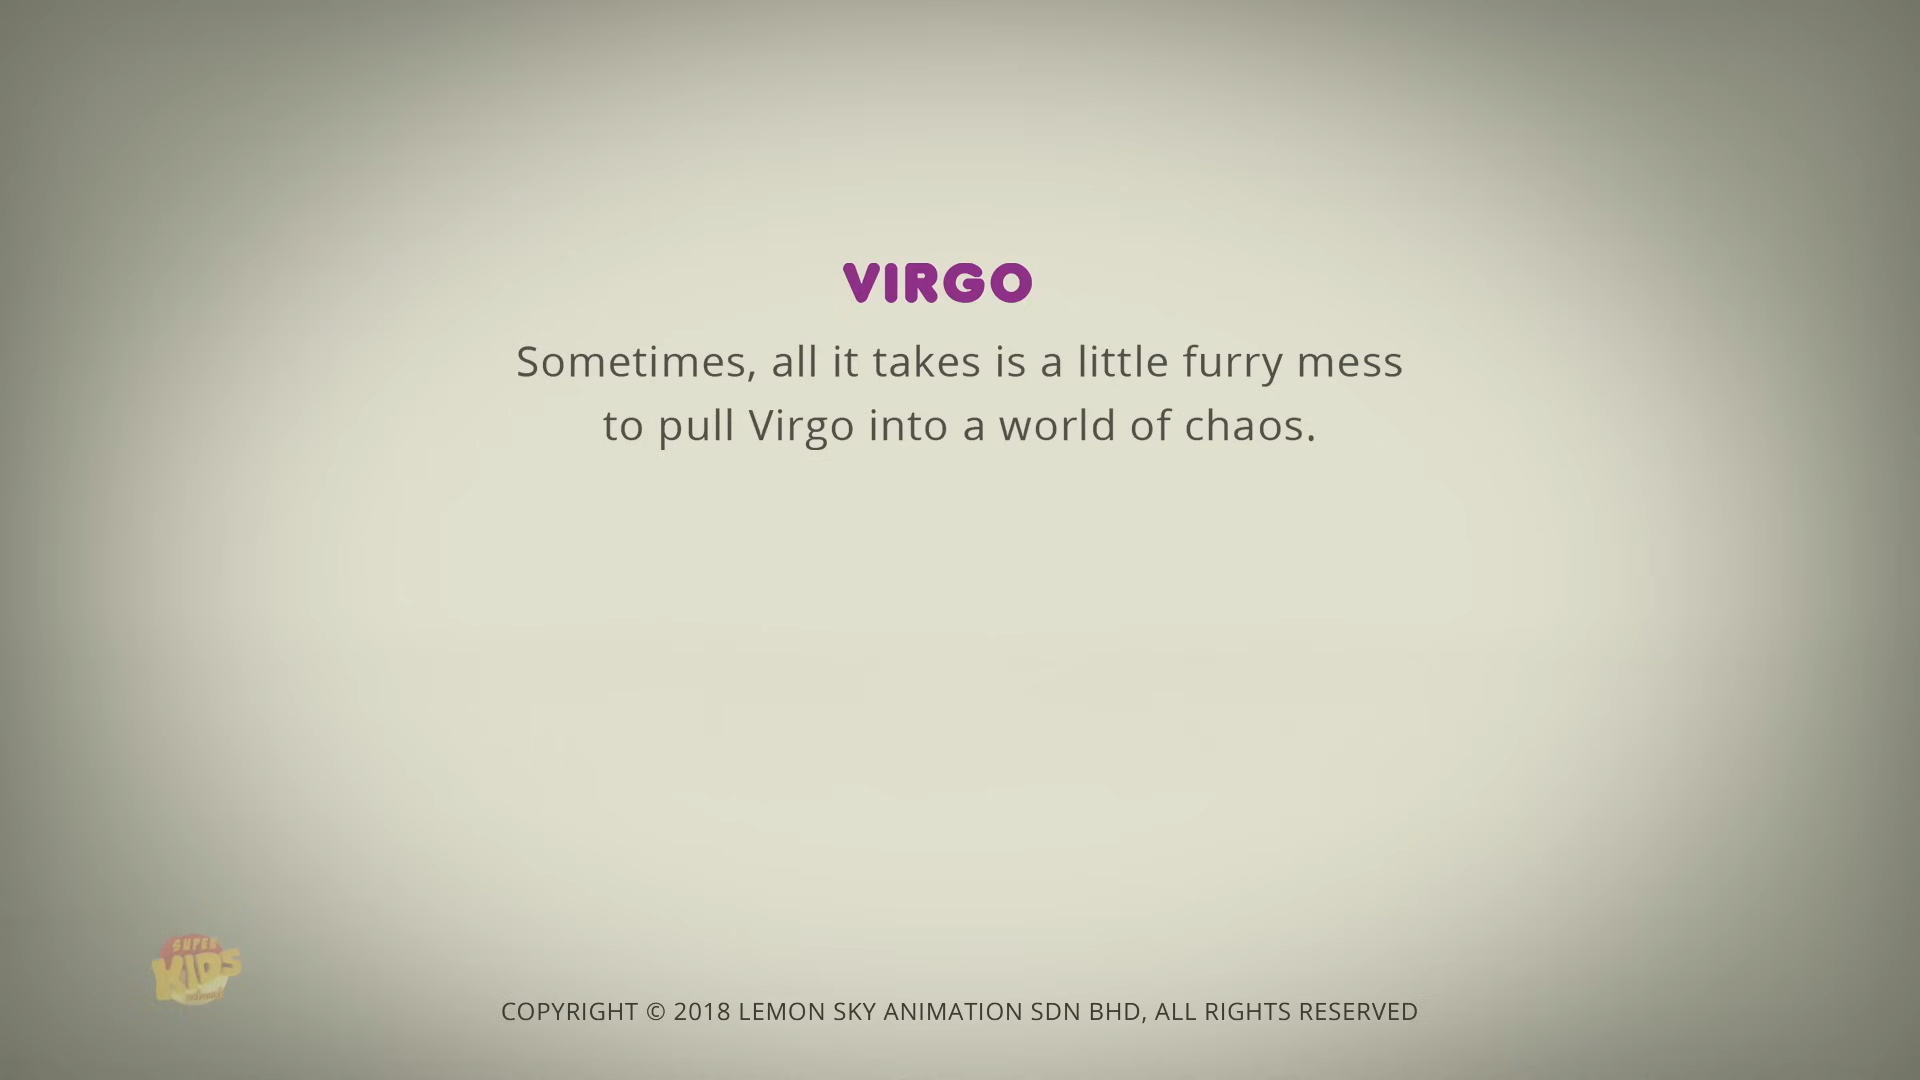 VIRGO
Sometimes, all it takes is a little furry mess
to pull Virgo into a world of chaos.
SUPER
KIDS
COPYRIGHT © 2018 LEMON SKY ANIMATION SDN BHD, ALL RIGHTS RESERVED